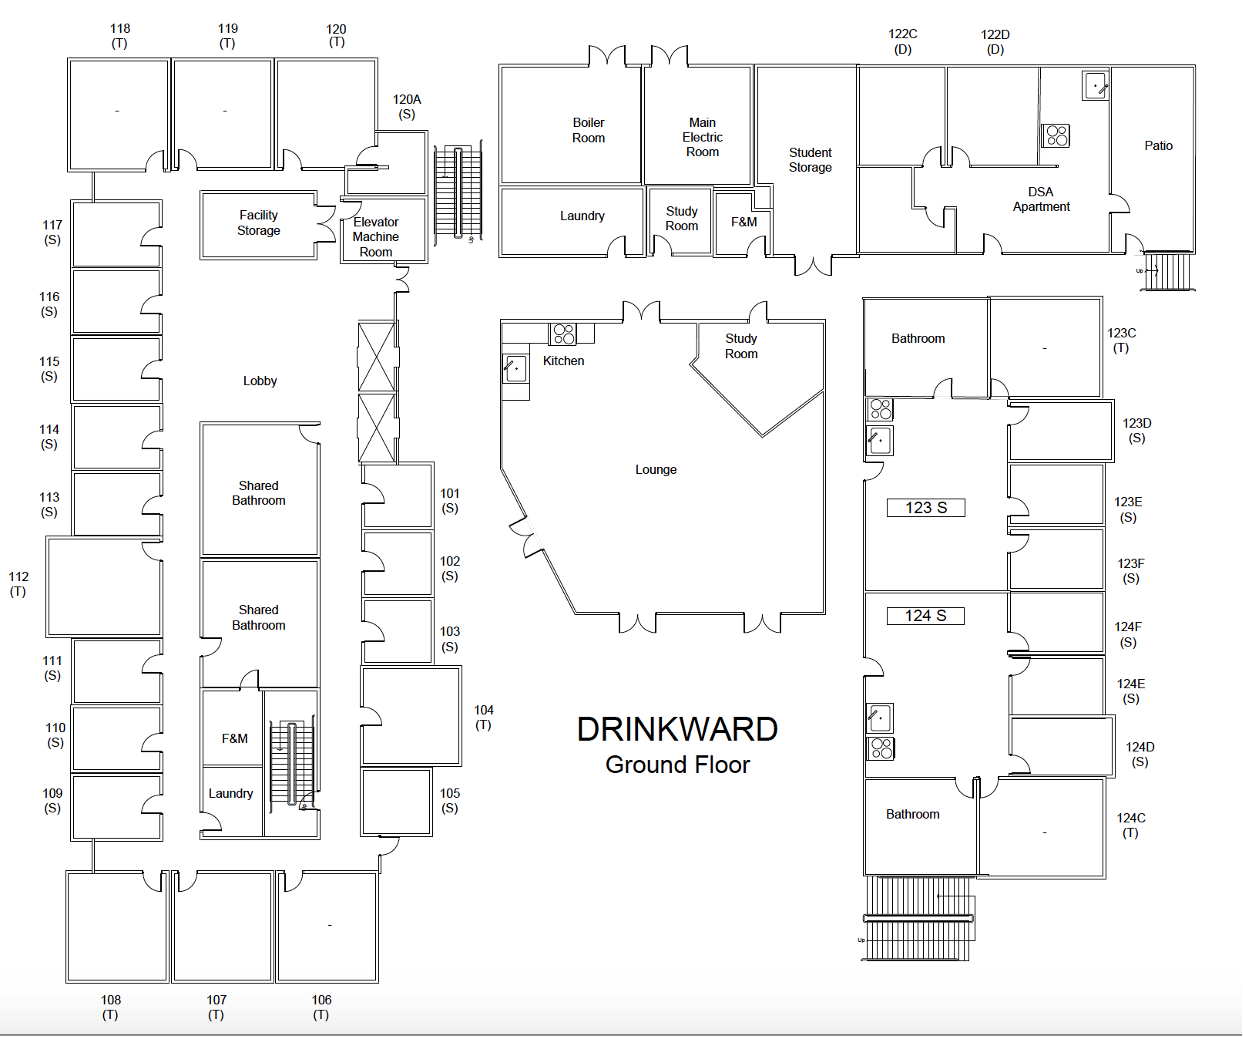 118
(T)
119
(T)
120
(T)
120A
(S)
122C
(D)
122D
(D)
Boiler
Room
Main
Electric
Room
Student
Storage
Patio
DSA
Apartment
Laundry
Study
Room
F&M
Up
117
(S)
Facility
Storage
Elevator
Machine
Room
116
(S)
115
(S)
Lobby
114
(S)
113
(S)
Shared
Bathroom
101
(S)
102
(S)
112
(T)
Shared
Bathroom
103
(S)
111
(S)
110
(S)
104
(T)
F&M
109
(S)
Laundry
105
(S)
108
(T)
107
(T)
106
(T)
Kitchen
Study
Room
Lounge
DRINKWARD
Ground Floor
Bathroom
123C
(T)
123D
(S)
123 S
123E
(S)
123F
(S)
124 S
124F
(S)
124E
(S)
124D
(S)
Bathroom
124C
(T)
Up